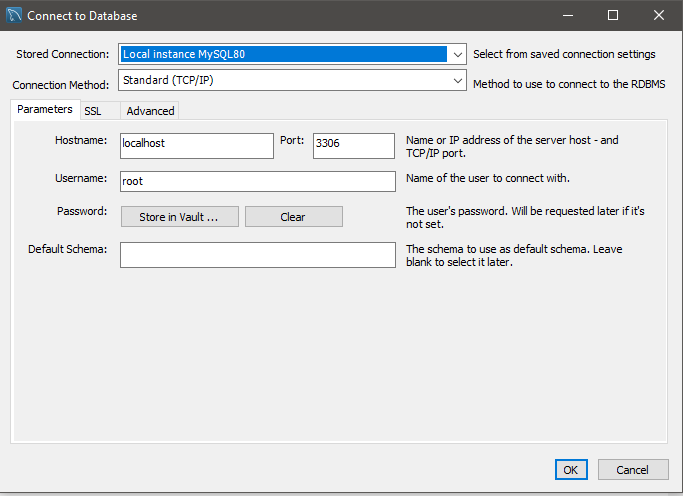 Connect to Database
Stored Connection: Local instance MySQL80 Select from saved connection settings
Connection Method: Standard (TCP/IP) Method to use to connect to the RDBMS
Parameters SSL Advanced
Hostname: localhost Port: 3306 Name or IP address of the server host - and
TCP/IP port.
Username: root Name of the user to connect with.
Password: Store in Vault ... Clear The user's password. Will be requested later if it's
not set.
Default Schema: The schema to use as default schema. Leave
blank to select it later.
OK Cancel